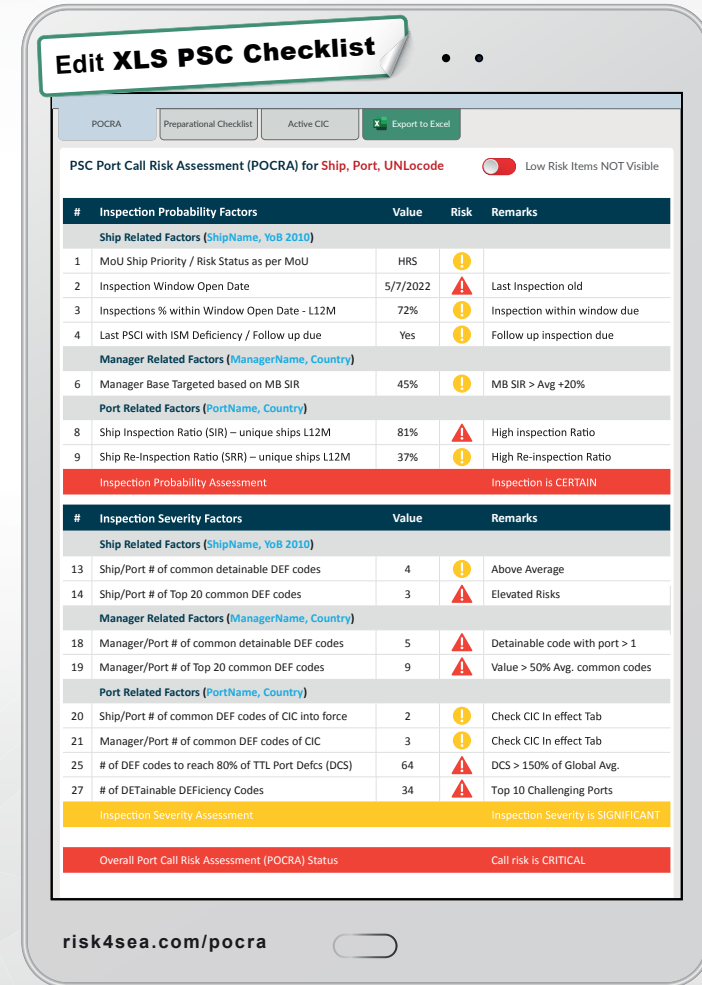 Edit XLS PSC Checklist
POCRA Preparational Checklist Active CIC Export to Excel
PSC Port Call Risk Assessment (POCRA) for Ship, Port, UNLocode Low Risk Items NOT Visible
# Inspection Probability Factors Value Risk Remarks
Ship Related Factors (ShipName, YoB 2010)
1 MoU Ship Priority / Risk Status as per MoU HRS
2 Inspection Window Open Date 5/7/2022 Last Inspection old
3 Inspections % within Window Open Date - L12M 72% Inspection within window due
4 Last PSCI with ISM Deficiency / Follow up due Yes Follow up inspection due
Manager Related Factors (ManagerName, Country)
6 Manager Base Targeted based on MB SIR 45% MB SIR > Avg +20%
Port Related Factors (PortName, Country)
8 Ship Inspection Ratio (SIR) – unique ships L12M 81% High inspection Ratio
9 Ship Re-Inspection Ratio (SRR) – unique ships L12M 37% High Re-inspection Ratio
Inspection Probability Assessment Inspection is CERTAIN
# Inspection Severity Factors Value Remarks
Ship Related Factors (ShipName, YoB 2010)
13 Ship/Port # of common detainable DEF codes 4 Above Average
14 Ship/Port # of Top 20 common DEF codes 3 Elevated Risks
Manager Related Factors (ManagerName, Country)
18 Manager/Port # of common detainable DEF codes 5 Detainable code with port > 1
19 Manager/Port # of Top 20 common DEF codes 9 Value > 50% Avg. common codes
Port Related Factors (PortName, Country)
20 Ship/Port # of common DEF codes of CIC into force 2 Check CIC In effect Tab
21 Manager/Port # of common DEF codes of CIC 3 Check CIC In effect Tab
25 # of DEF codes to reach 80% of TTL Port Defcs (DCS) 64 DCS > 150% of Global Avg.
27 # of DETainable DEFiciency Codes 34 Top 10 Challenging Ports
Inspection Severity Assessment Inspection Severity is SIGNIFICANT
Overall Port Call Risk Assessment (POCRA) Status Call risk is CRITICAL
risk4sea.com/pocra